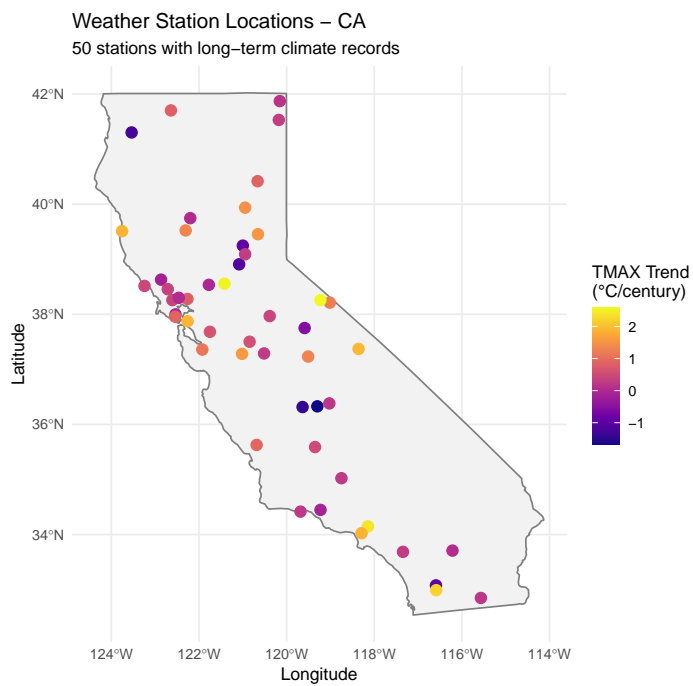 Weather Station Locations − CA
50 stations with long−term climate records
42°N
40°N
38°N
36°N
34°N
124°W 122°W 120°W 118°W 116°W 114°W
Longitude
Latitude
TMAX Trend
(°C/century)
2
1
0
−1